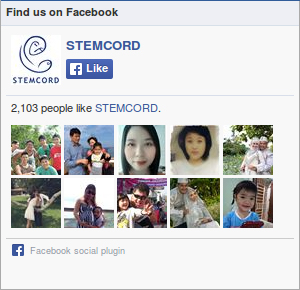 Find us on Facebook
STEMCORD
STEMCORD
Like
2,103 people like STEMCORD.
Facebook social plugin